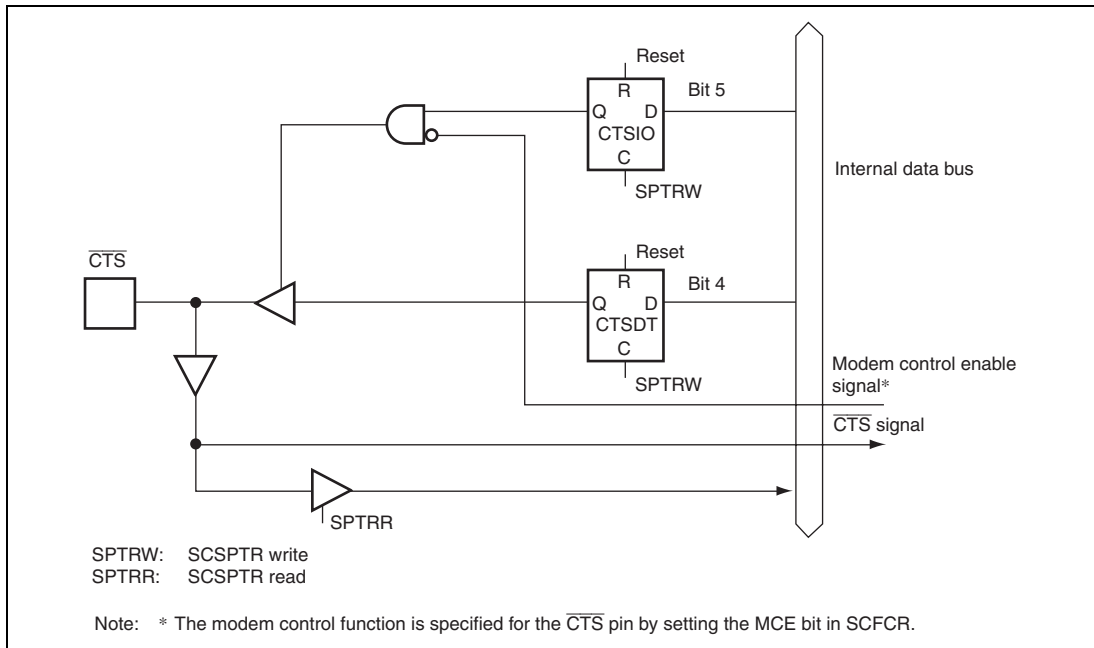 Reset
R
Bit 5
Q D
CTSIO
C
SPTRW
Internal data bus
CTS
Reset
R
Bit 4
Q D
CTSDT
C
SPTRW
Modem control enable
signal*
CTS signal
SPTRR
SPTRW: SCSPTR write
SPTRR: SCSPTR read
Note: * The modem control function is specified for the CTS pin by setting the MCE bit in SCFCR.